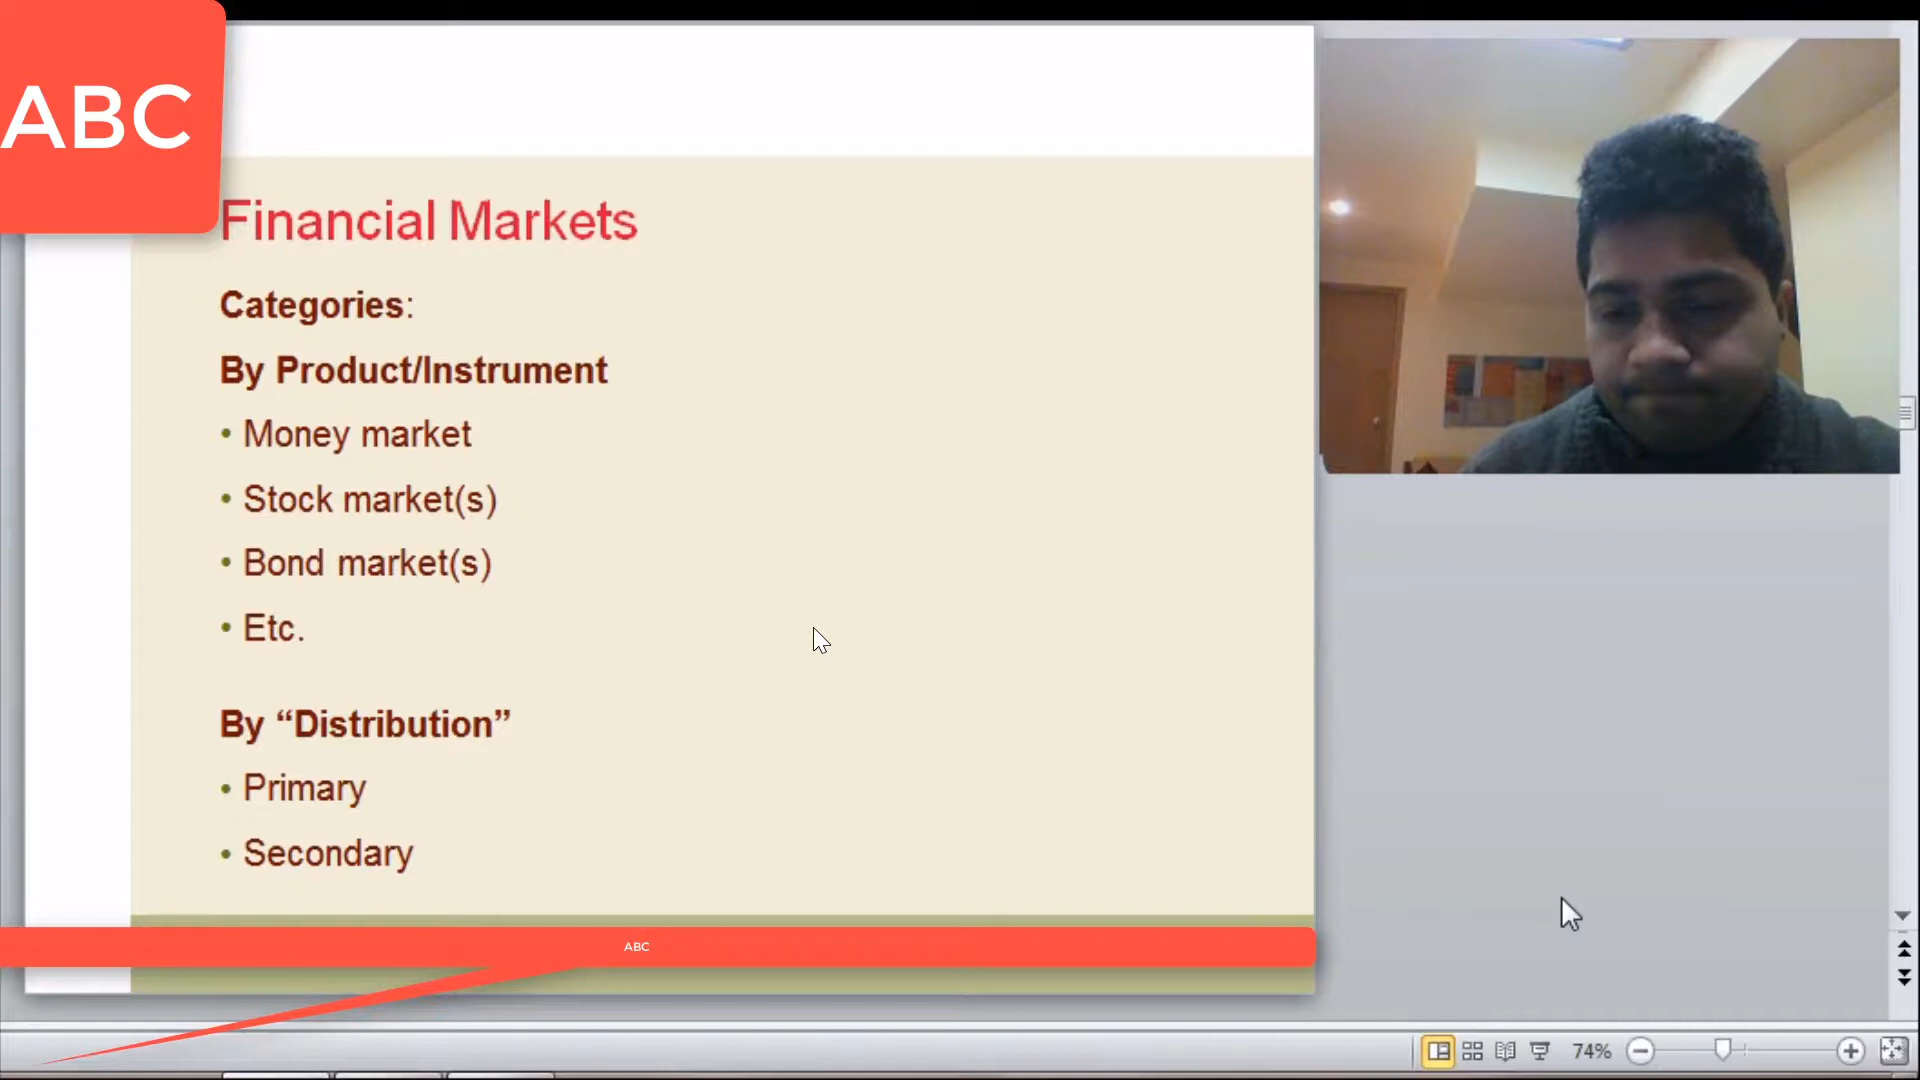 ABC
Financial Markets
Categories:
By Product/Instrument
• Money market
• Stock market(s)
• Bond market(s)
• Etc.
By “Distribution”
• Primary
• Secondary
ABC
74%